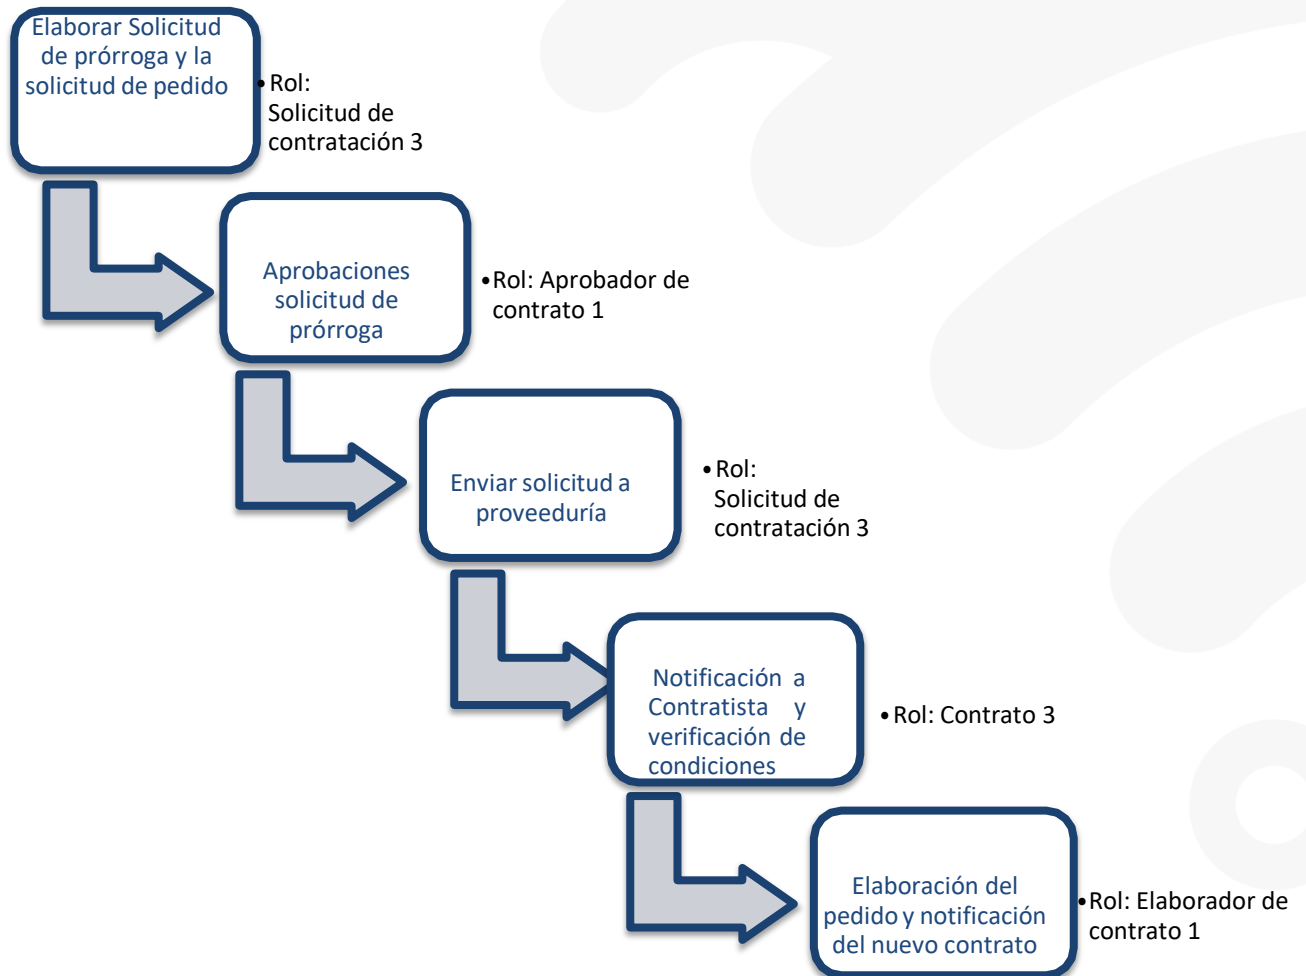 Elaborar Solicitud
de prórroga y la
solicitud de pedido
• Rol:
Solicitud de
contratación 3
Aprobaciones
solicitud de
prórroga
• Rol: Aprobador de
contrato 1
Enviar solicitud a
proveeduría
• Rol:
Solicitud de
contratación 3
Notificación a
Contratista y
verificación de
condiciones
• Rol: Contrato 3
Elaboración del
pedido y notificación
del nuevo contrato
• Rol: Elaborador de
contrato 1